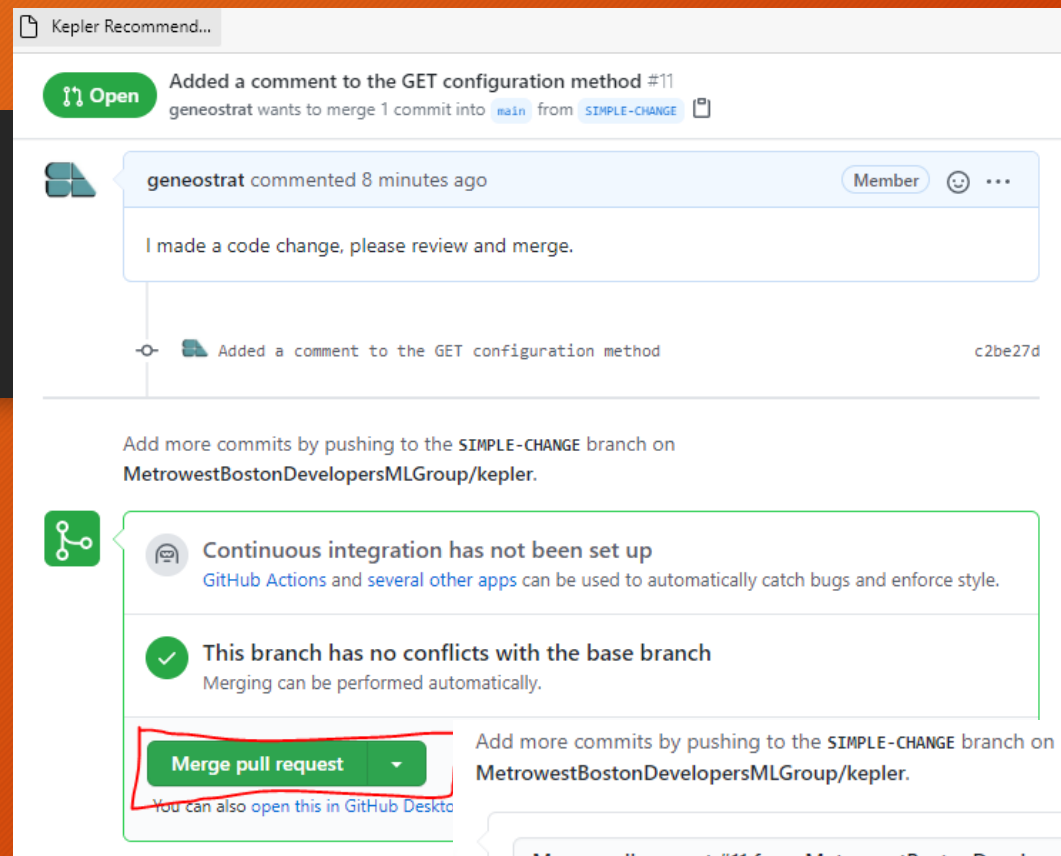 Kepler Recommend...
Open
Added a comment to the GET configuration method #11
geneostrat wants to merge 1 commit into main from SIMPLE-CHANGE
geneostrat commented 8 minutes ago
Member
I made a code change, please review and merge.
Added a comment to the GET configuration method c2be27d
Add more commits by pushing to the SIMPLE-CHANGE branch on
MetrowestBostonDevelopersMLGroup/kepler.
Continuous integration has not been set up
GitHub Actions and several other apps can be used to automatically catch bugs and enforce style.
This branch has no conflicts with the base branch
Merging can be performed automatically.
Merge pull request
You can also open this in GitHub Deskto
Add more commits by pushing to the SIMPLE-CHANGE branch on
MetrowestBostonDevelopersMLGroup/kepler.